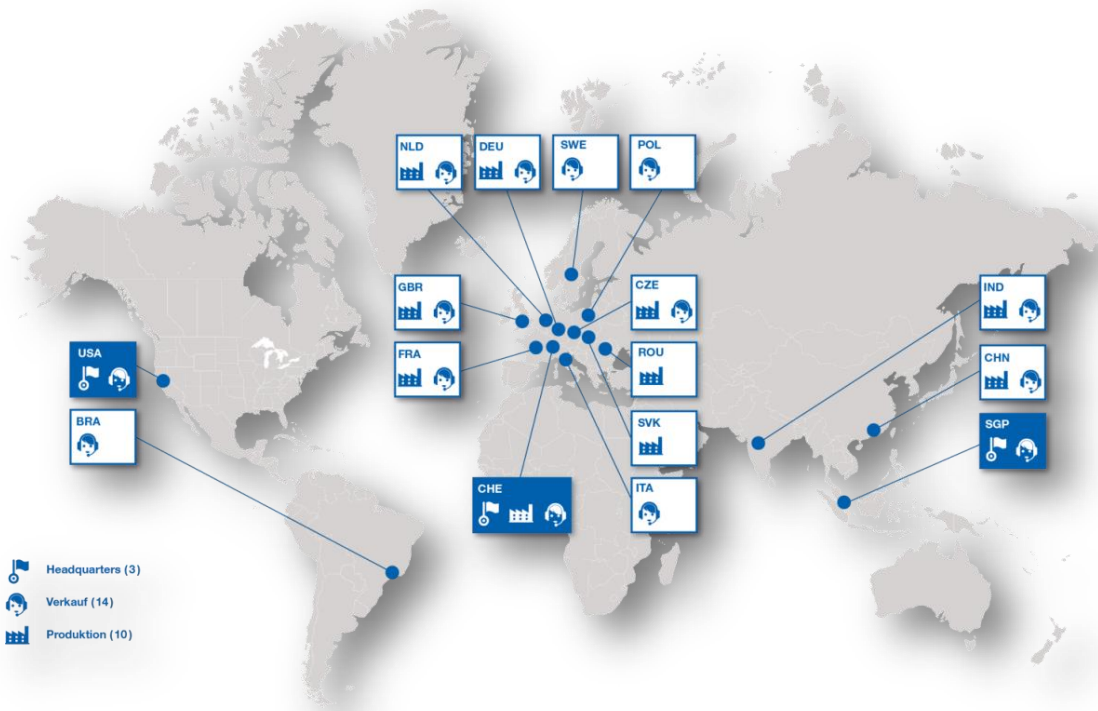 NLD
DEU
SWE
POL
GBR
CZE
IND
FRA
ROU
CHN
USA
BRA
SVK
SGP
CHE
ITA
Headquarters (3)
Verkauf (14)
Produktion (10)